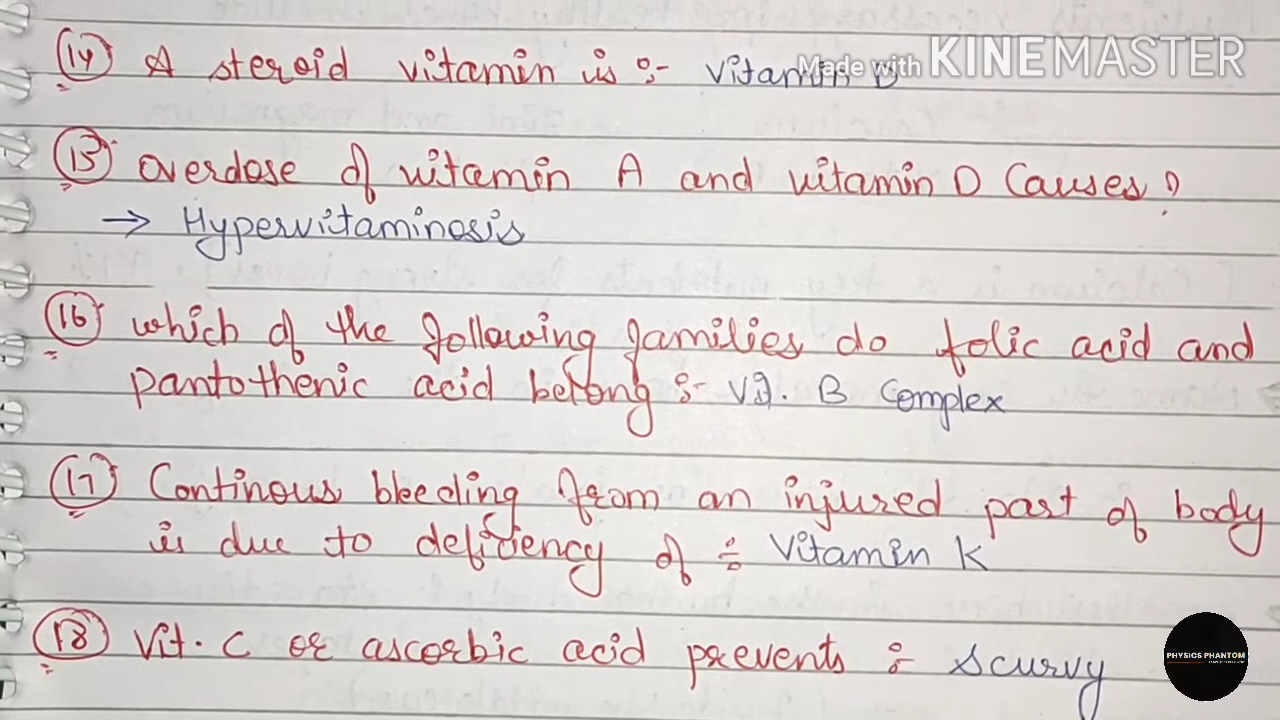 (14) A steroid vitamin is :- Vitamin D
Made with KINEMASTER
(15) Overdose of vitamin A and vitamin D Causes ?
→ Hypervitaminosis
(16) which of the following families do folic acid and
pantothenic acid belong :- Vit. B Complex
(17) Continous bleeding from an injured part of body
is due to deficiency of ÷ Vitamin K
(18) Vit. C or ascorbic acid prevents :- Scurvy
PHYSICS PHANTOM